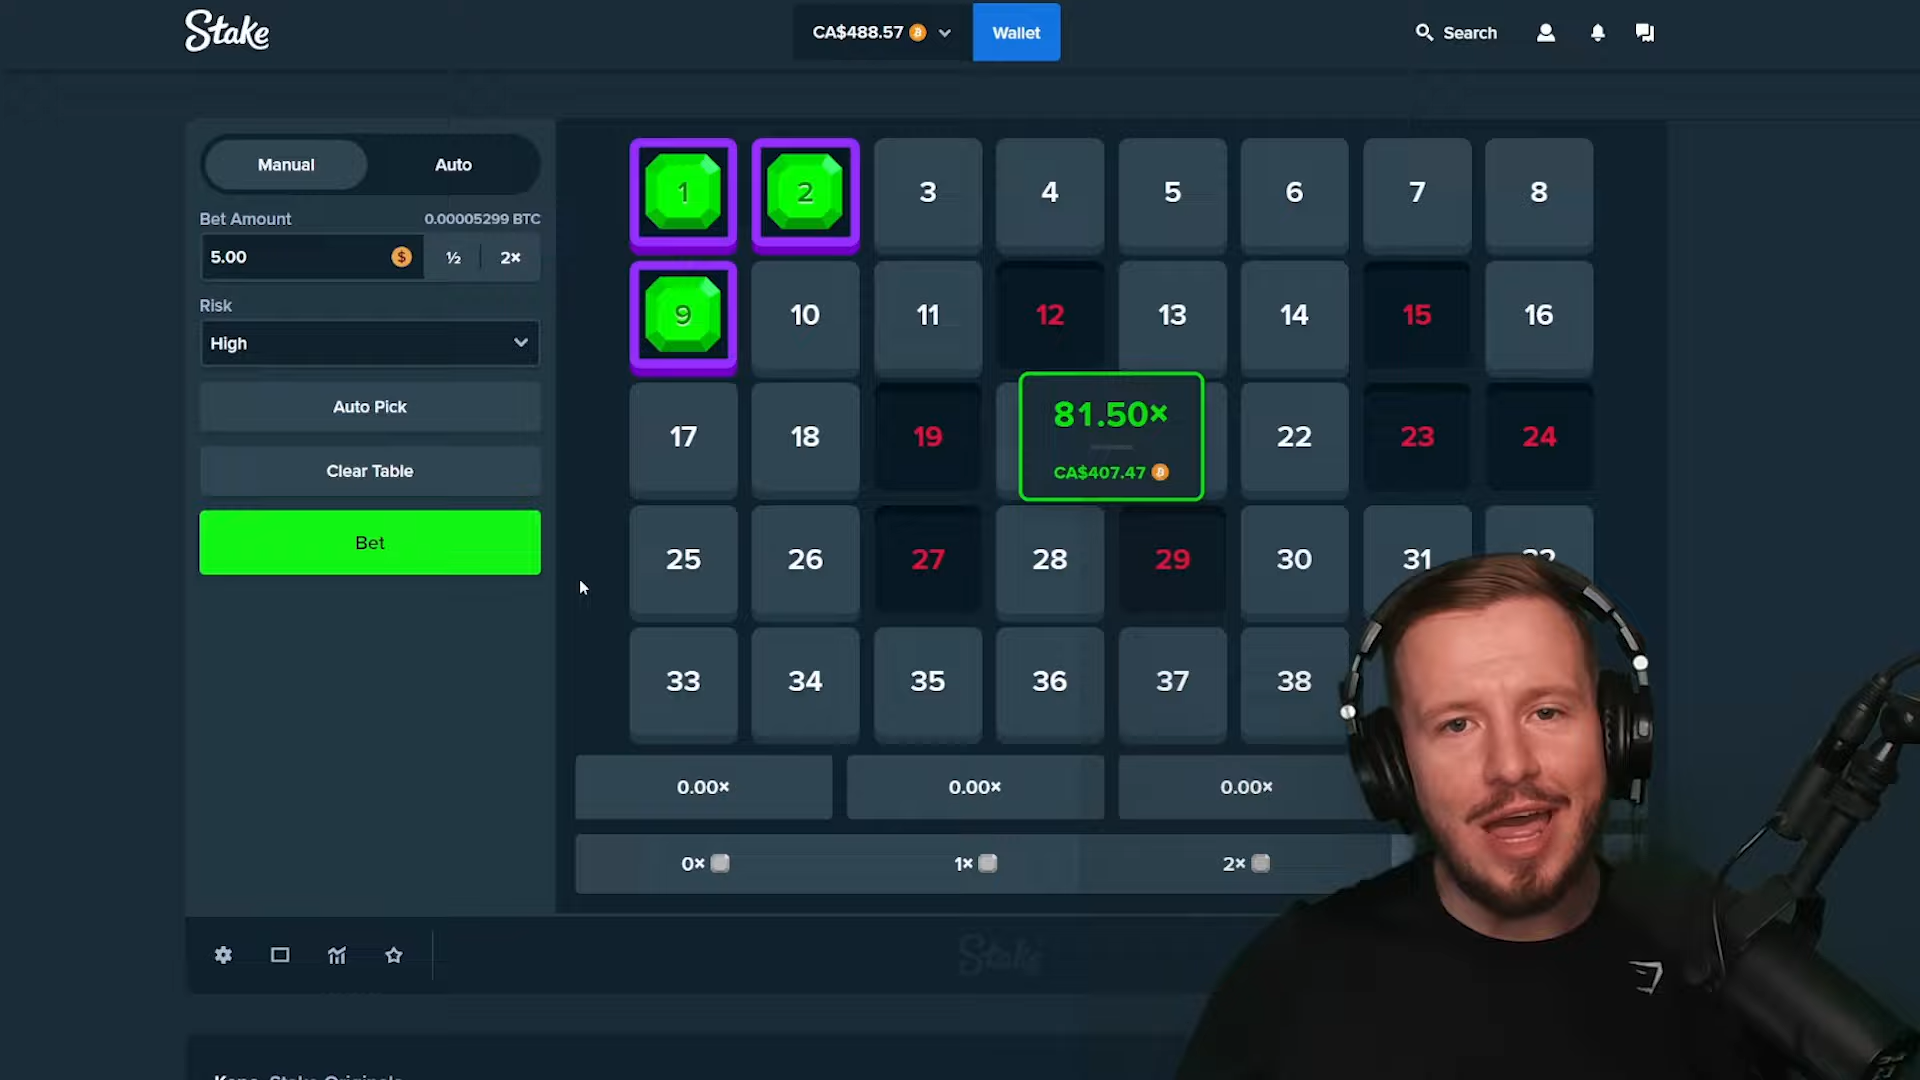 Stake
CA$488.57
Wallet
Search
Manual
Auto
Bet Amount
0.00005299 BTC
5.00
½
2×
Risk
High
Auto Pick
Clear Table
Bet
1 2 3 4 5 6 7 8
9 10 11 12 13 14 15 16
17 18 19 22 23 24
81.50×
CA$407.47
25 26 27 28 29 30 31 32
33 34 35 36 37 38
0.00× 0.00× 0.00×
0× 1× 2×
Stake